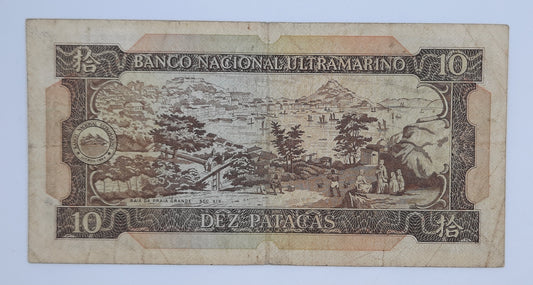 拾 BANCO NACIONAL ULTRAMARINO 10
BAIA DA PRAIA GRANDE SEC. XIX
10 DEZ PATACAS 拾